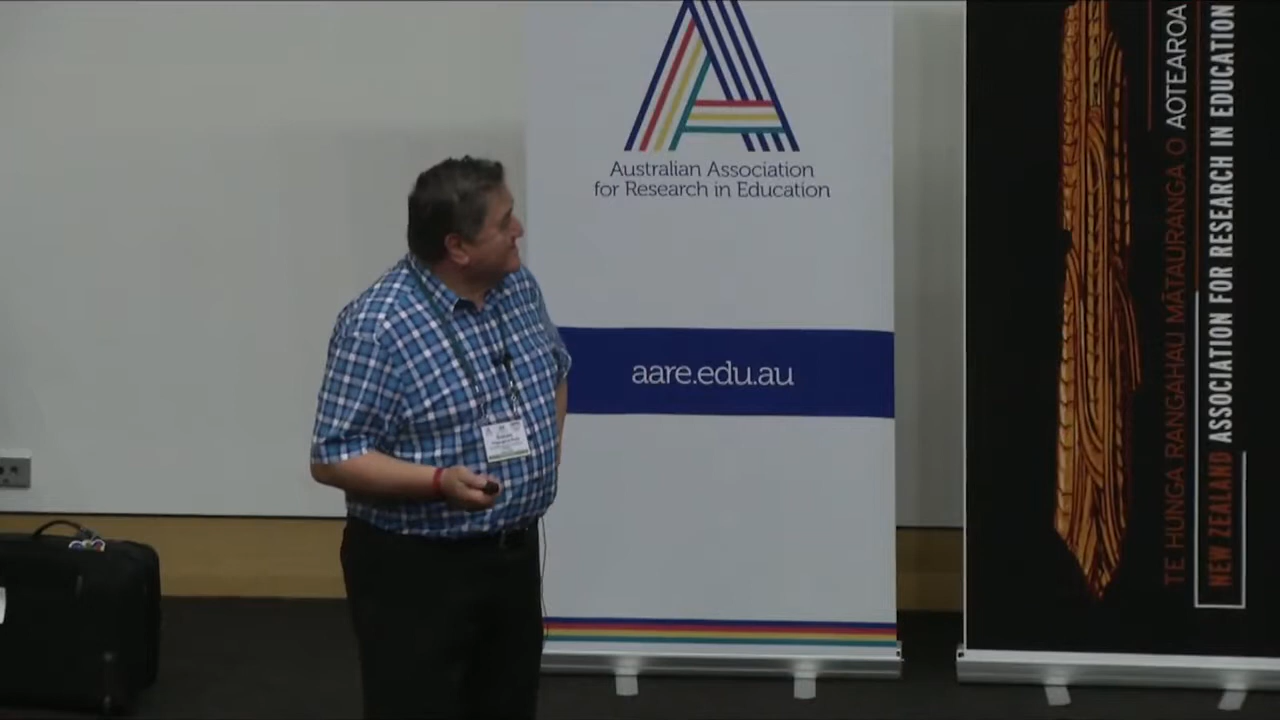 Australian Association
for Research in Education
aare.edu.au
TE HUNGA RANGAHAU MĀTAURANGA O AOTEAROA
NEW ZEALAND ASSOCIATION FOR RESEARCH IN EDUCATION